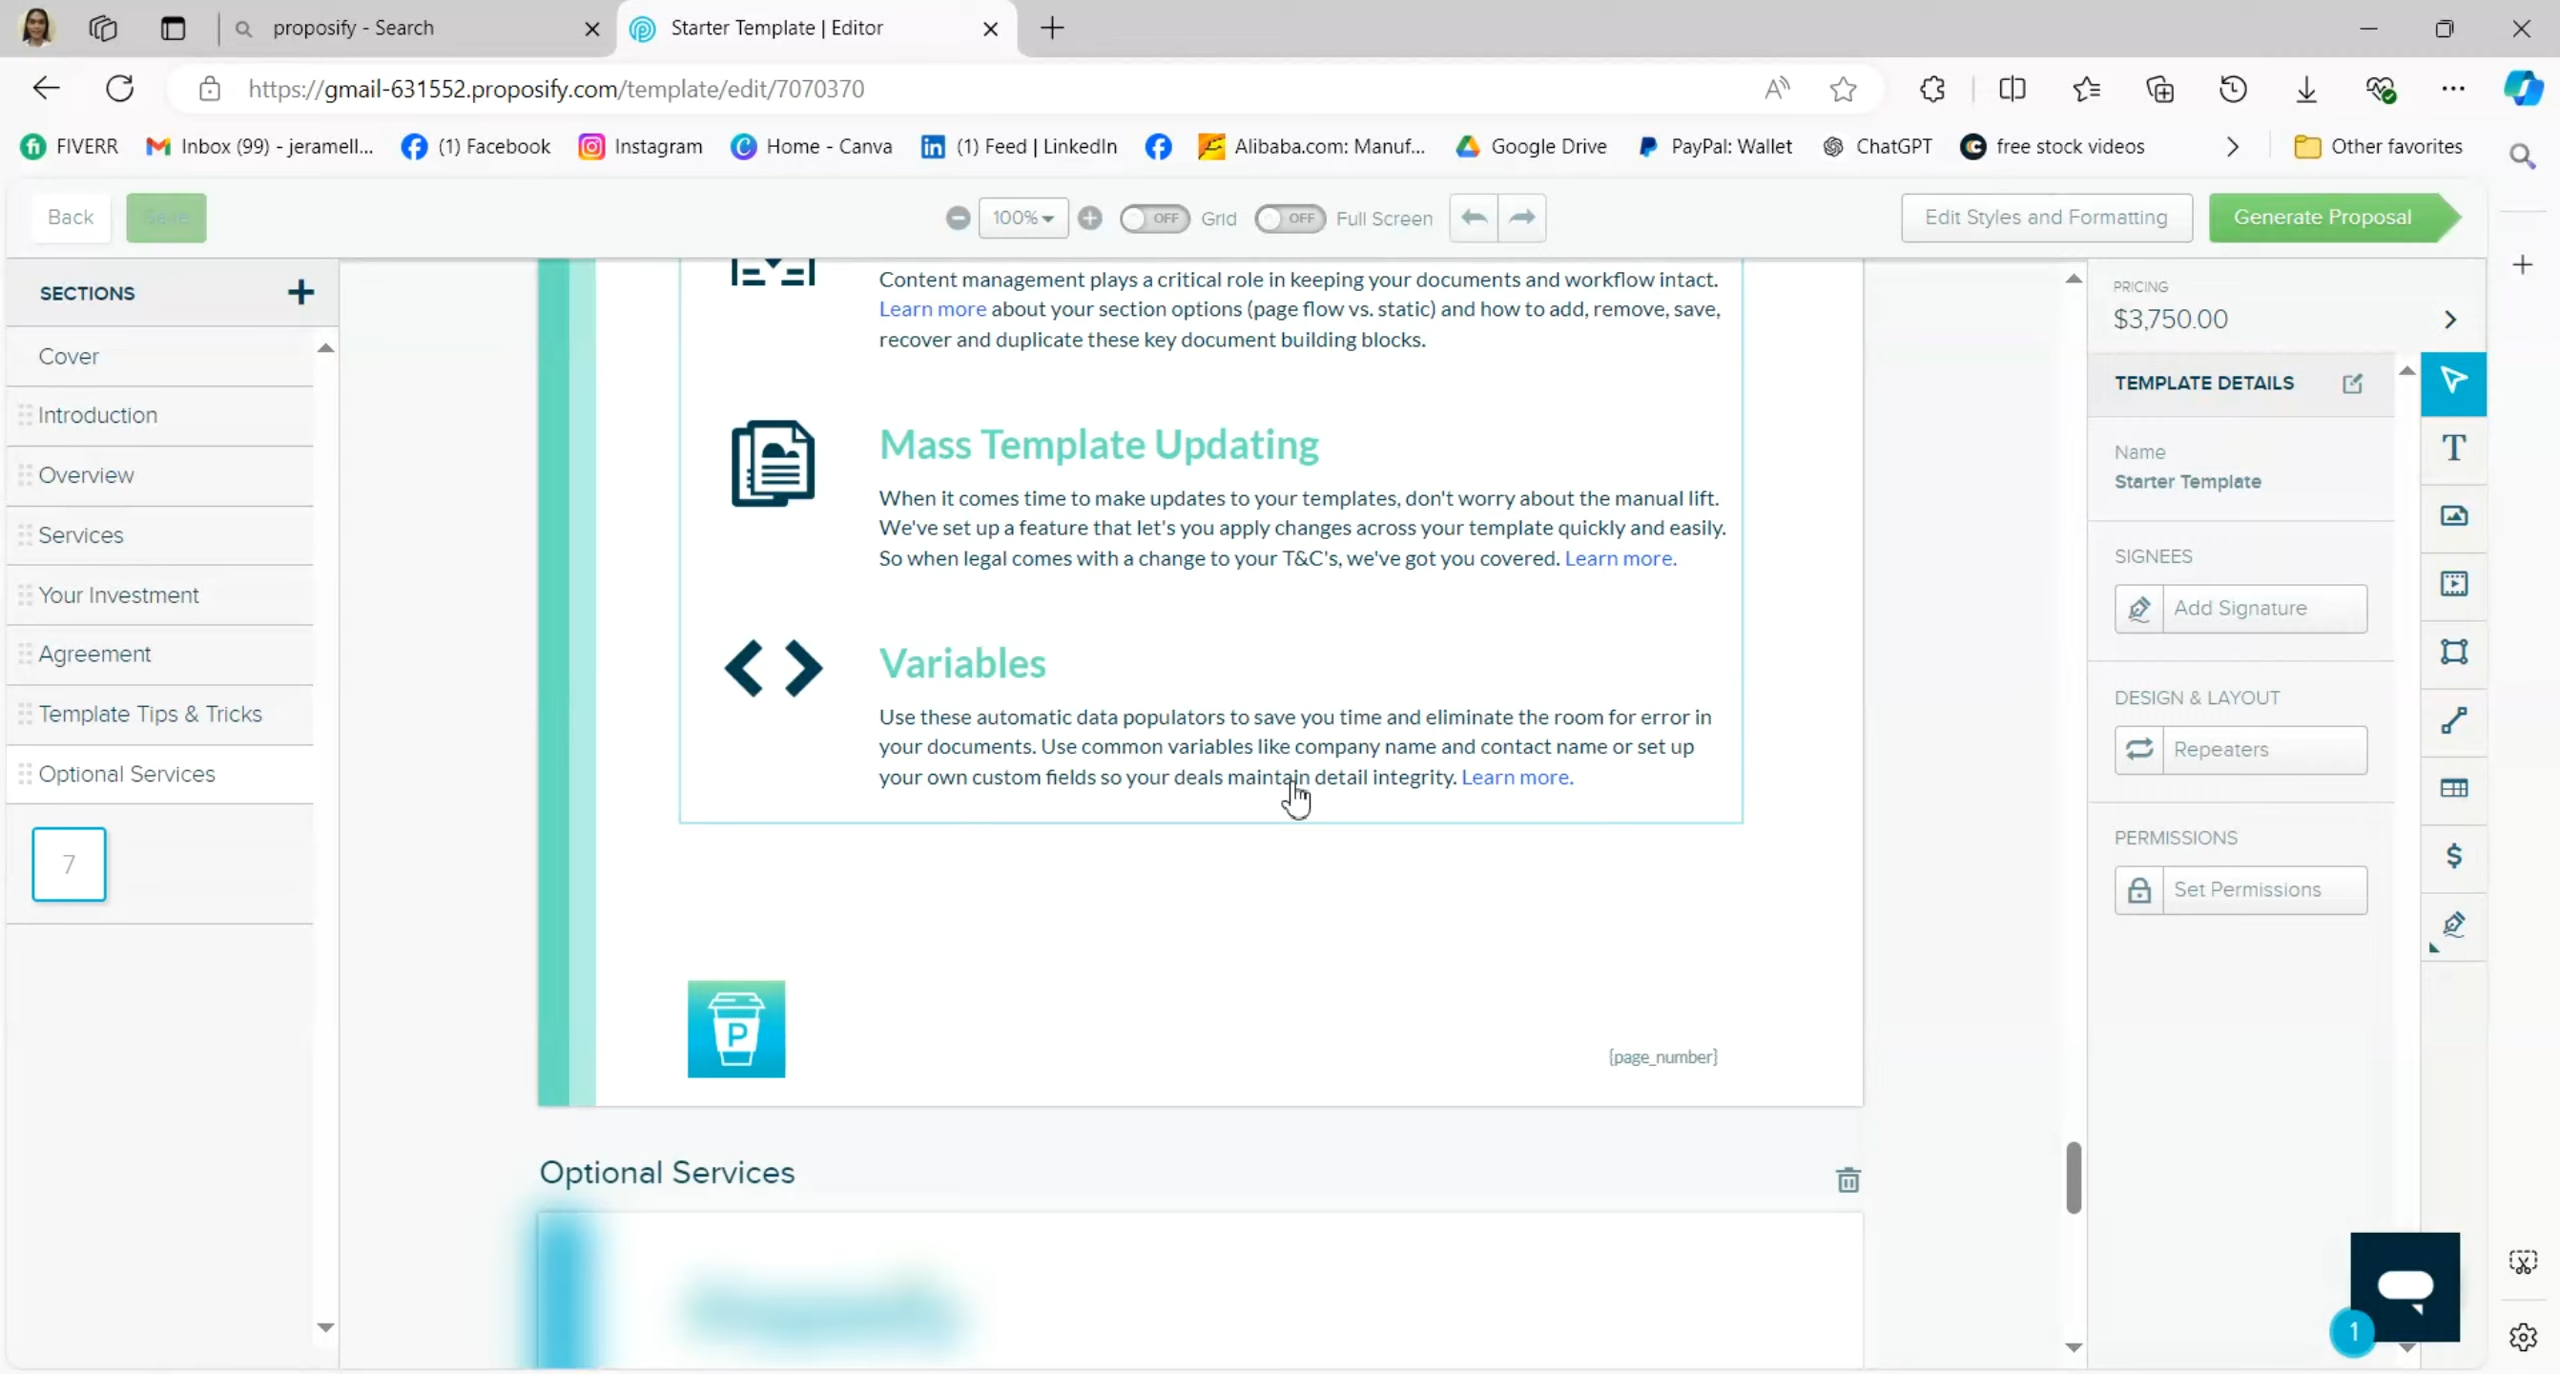 proposify - Search
Starter Template | Editor
https://gmail-631552.proposify.com/template/edit/7070370
FIVERR
Inbox (99) - jeramell...
(1) Facebook
Instagram
Home - Canva
(1) Feed | LinkedIn
Alibaba.com: Manuf...
Google Drive
PayPal: Wallet
ChatGPT
free stock videos
Other favorites
Back
Save
100%
OFF Grid
OFF Full Screen
Edit Styles and Formatting
Generate Proposal
SECTIONS
Cover
Introduction
Overview
Services
Your Investment
Agreement
Template Tips & Tricks
Optional Services
7
Content management plays a critical role in keeping your documents and workflow intact.
Learn more about your section options (page flow vs. static) and how to add, remove, save,
recover and duplicate these key document building blocks.
Mass Template Updating
When it comes time to make updates to your templates, don't worry about the manual lift.
We've set up a feature that let's you apply changes across your template quickly and easily.
So when legal comes with a change to your T&C's, we've got you covered. Learn more.
Variables
Use these automatic data populators to save you time and eliminate the room for error in
your documents. Use common variables like company name and contact name or set up
your own custom fields so your deals maintain detail integrity. Learn more.
P
{page_number}
Optional Services
PRICING
$3,750.00
TEMPLATE DETAILS
Name
Starter Template
SIGNEES
Add Signature
DESIGN & LAYOUT
Repeaters
PERMISSIONS
Set Permissions
T
$
1